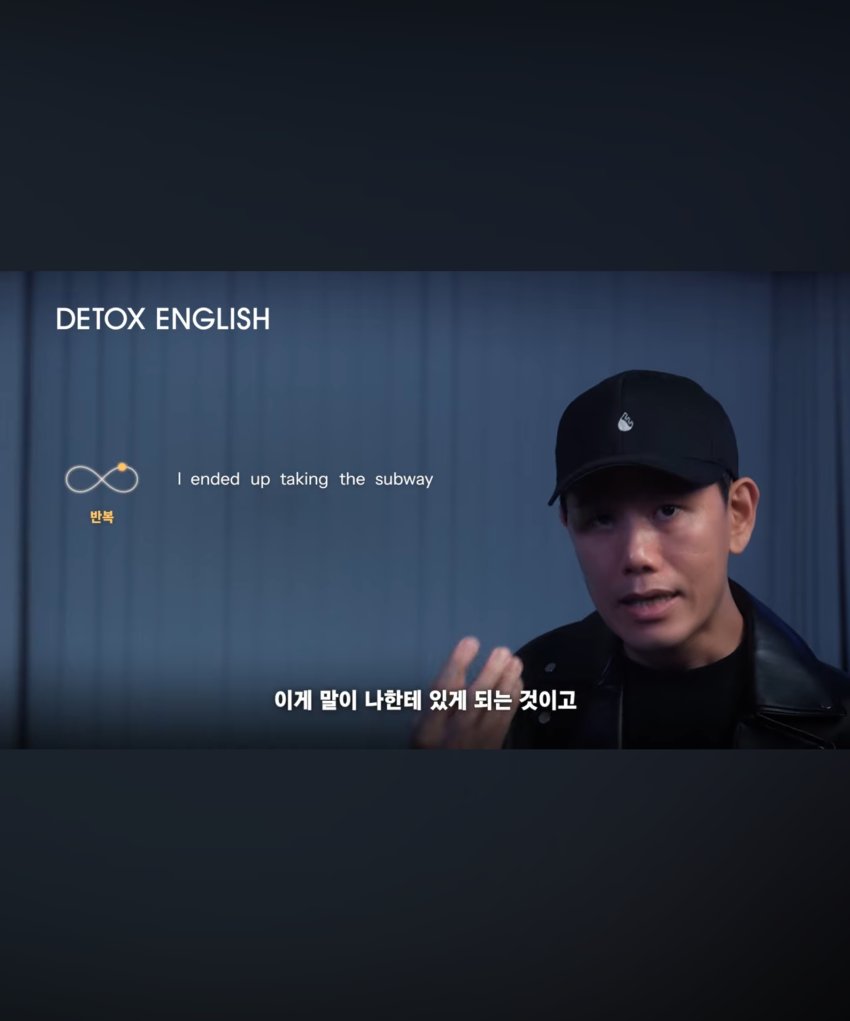 DETOX ENGLISH
I ended up taking the subway
반복
이게 말이 나한테 있게 되는 것이고